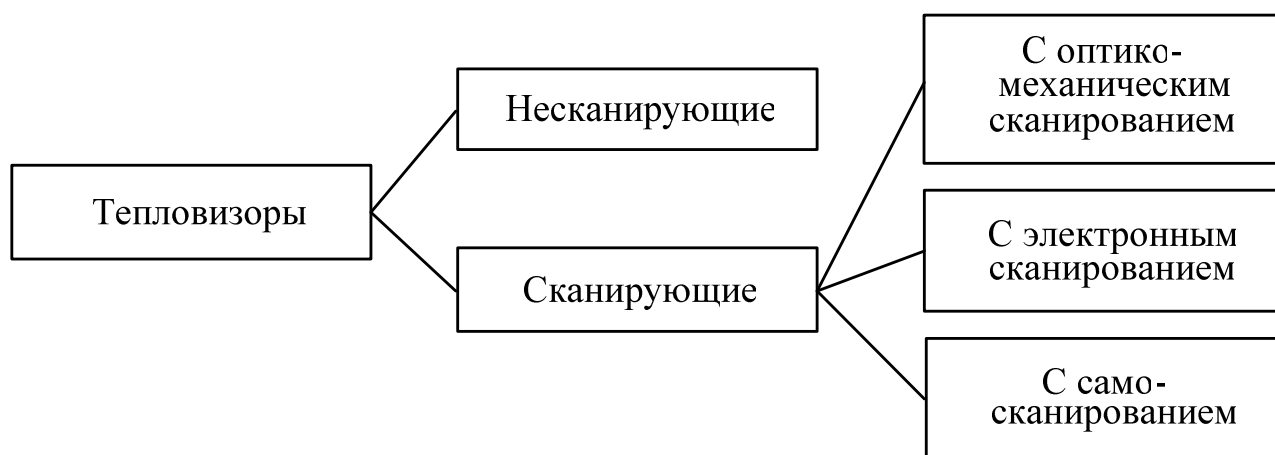 Тепловизоры
Несканирующие
Сканирующие
С оптико-
механическим
сканированием
С электронным
сканированием
С само-
сканированием